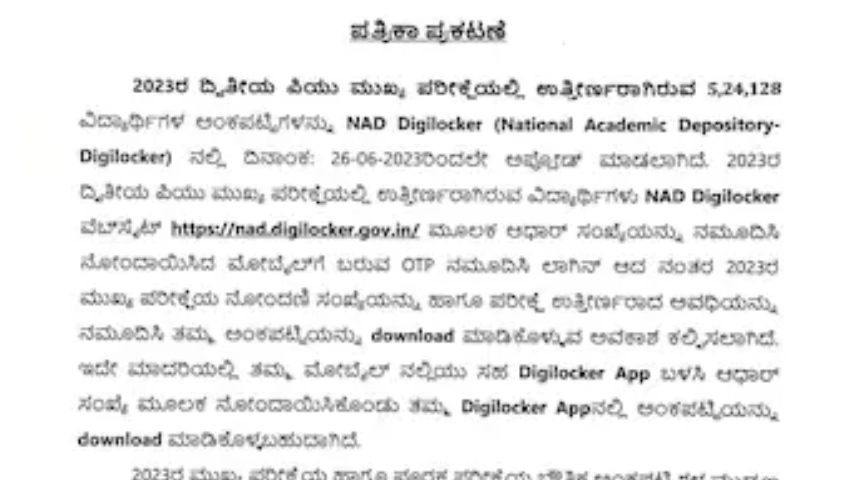 ಪತ್ರಿಕಾ ಪ್ರಕಟಣೆ
2023ರ ದ್ವಿತೀಯ ಪಿಯು ಮುಖ್ಯ ಪರೀಕ್ಷೆಯಲ್ಲಿ ಉತ್ತೀರ್ಣರಾಗಿರುವ 5,24,128
ವಿದ್ಯಾರ್ಥಿಗಳ ಅಂಕಪಟ್ಟಿಗಳನ್ನು NAD Digilocker (National Academic Depository-
Digilocker) ನಲ್ಲಿ ದಿನಾಂಕ: 26-06-2023ರಿಂದಲೇ ಅಪ್ಲೋಡ್ ಮಾಡಲಾಗಿದೆ. 2023ರ
ದ್ವಿತೀಯ ಪಿಯು ಮುಖ್ಯ ಪರೀಕ್ಷೆಯಲ್ಲಿ ಉತ್ತೀರ್ಣರಾಗಿರುವ ವಿದ್ಯಾರ್ಥಿಗಳು NAD Digilocker
ವೆಬ್‌ಸೈಟ್ https://nad.digilocker.gov.in/ ಮೂಲಕ ಆಧಾರ್ ಸಂಖ್ಯೆಯನ್ನು ನಮೂದಿಸಿ
ನೋಂದಾಯಿಸಿದ ಮೋಬೈಲ್‌ಗೆ ಬರುವ OTP ನಮೂದಿಸಿ ಲಾಗಿನ್ ಆದ ನಂತರ 2023ರ
ಮುಖ್ಯ ಪರೀಕ್ಷೆಯ ನೋಂದಣಿ ಸಂಖ್ಯೆಯನ್ನು ಹಾಗೂ ಪರೀಕ್ಷೆ ಉತ್ತೀರ್ಣರಾದ ಅವಧಿಯನ್ನು
ನಮೂದಿಸಿ ತಮ್ಮ ಅಂಕಪಟ್ಟಿಯನ್ನು download ಮಾಡಿಕೊಳ್ಳುವ ಅವಕಾಶ ಕಲ್ಪಿಸಲಾಗಿದೆ.
ಇದೇ ಮಾದರಿಯಲ್ಲಿ ತಮ್ಮ ಮೋಬೈಲ್ ನಲ್ಲಿಯು ಸಹ Digilocker App ಬಳಸಿ ಆಧಾರ್
ಸಂಖ್ಯೆ ಮೂಲಕ ನೋಂದಾಯಿಸಿಕೊಂಡು ತಮ್ಮ Digilocker Appನಲ್ಲಿ ಅಂಕಪಟ್ಟಿಯನ್ನು
download ಮಾಡಿಕೊಳ್ಳಬಹುದಾಗಿದೆ.
2023ರ ಮುಖ್ಯ ಪರೀಕ್ಷೆಯ ಹಾಗೂ ಪೂರಕ ಪರೀಕ್ಷೆಯ ಭೌತಿಕ